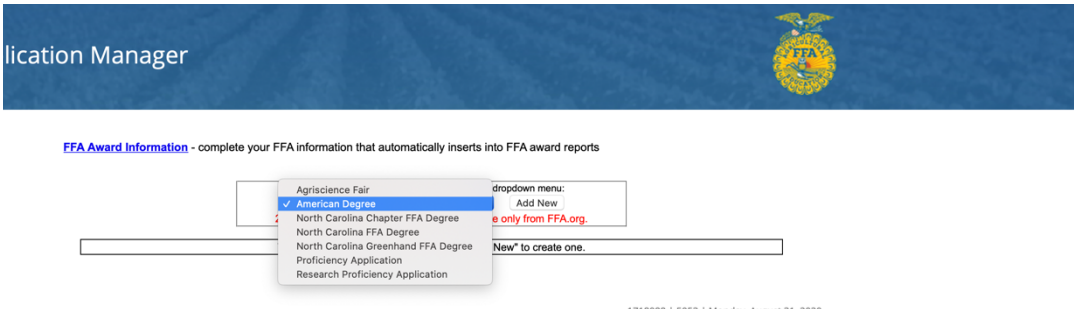 lication Manager
FFA
FFA Award Information - complete your FFA information that automatically inserts into FFA award reports
dropdown menu:
Agriscience Fair
✓ American Degree
Add New
North Carolina Chapter FFA Degree
e only from FFA.org.
North Carolina FFA Degree
North Carolina Greenhand FFA Degree
New" to create one.
Proficiency Application
Research Proficiency Application